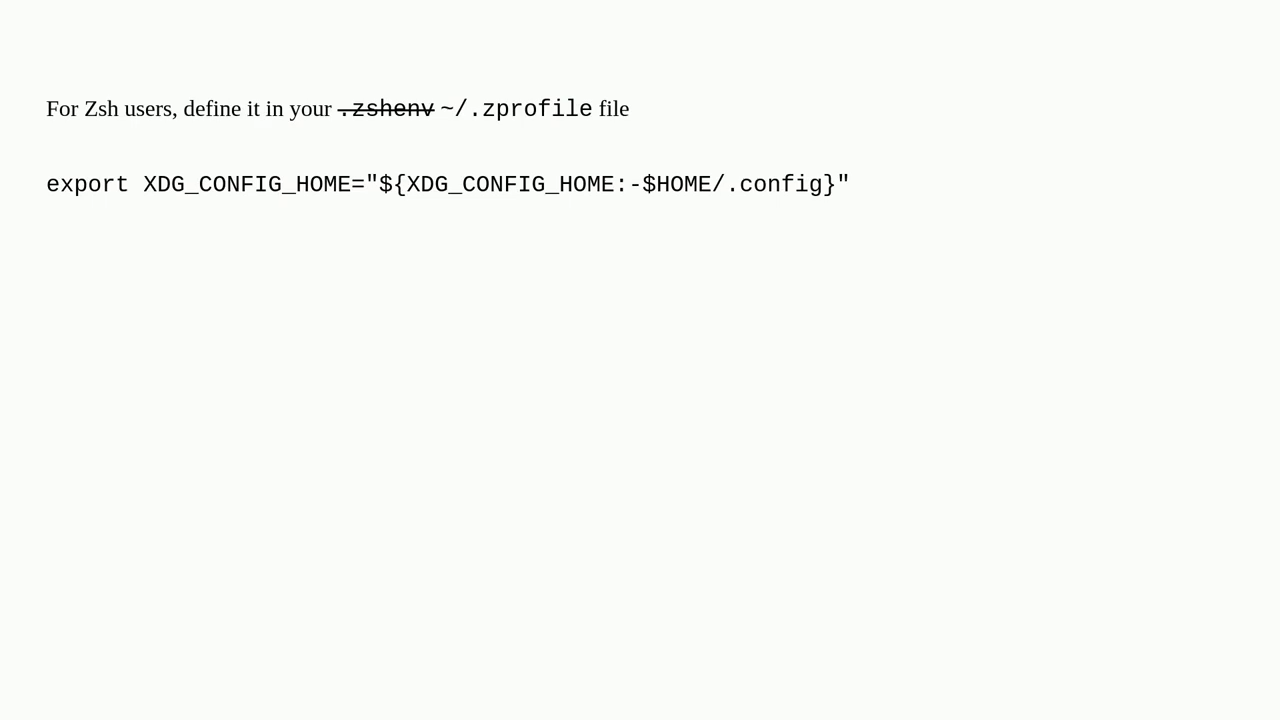 For Zsh users, define it in your .zshenv ~/.zprofile file
export XDG_CONFIG_HOME="${XDG_CONFIG_HOME:-$HOME/.config}"